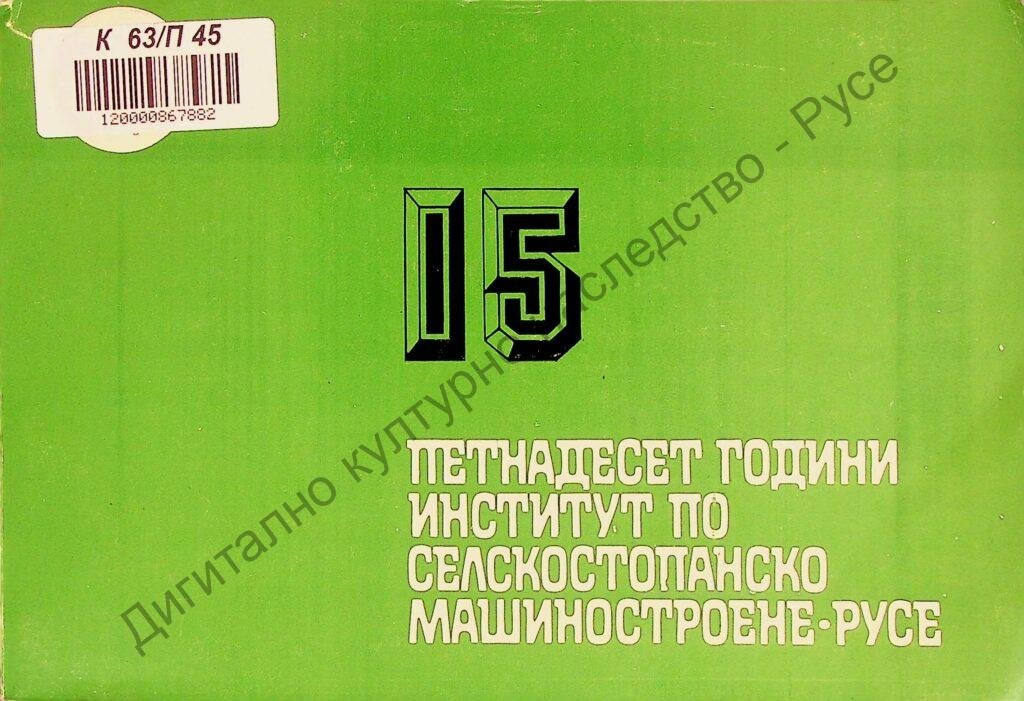 К 63/П 45
120000867882
15
ПЕТНАДЕСЕТ ГОДИНИ
ИНСТИТУТ ПО
СЕЛСКОСТОПАНСКО
МАШИНОСТРОЕНЕ-РУСЕ
Дигитално културно наследство - Русе